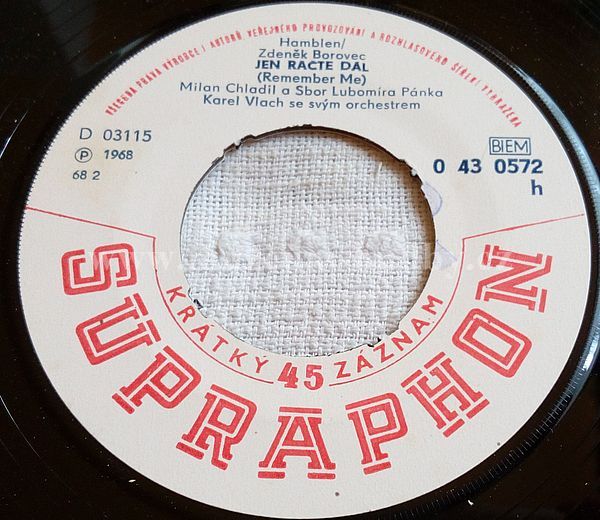 VŠECHNA PRÁVA VÝROBCE I AUTORŮ VEŘEJNÉHO PROVOZOVÁNÍ A ROZHLASOVÉHO ŠÍŘENÍ VYHRAŽENA
Hamblen/
Zdeněk Borovec
JEN RAČTE DÁL
(Remember Me)
Milan Chladil a Sbor Lubomíra Pánka
Karel Vlach se svým orchestrem
D 03115
Ⓟ 1968
68 2
BIEM
0 43 0572
h
KRÁTKÝ 45 ZÁZNAM
SUPRAPHON